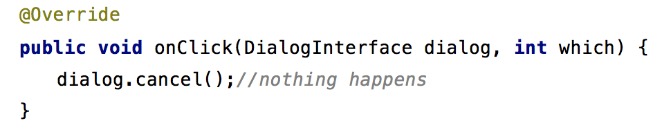 @Override
public void onClick(DialogInterface dialog, int which) {
dialog.cancel();//nothing happens
}